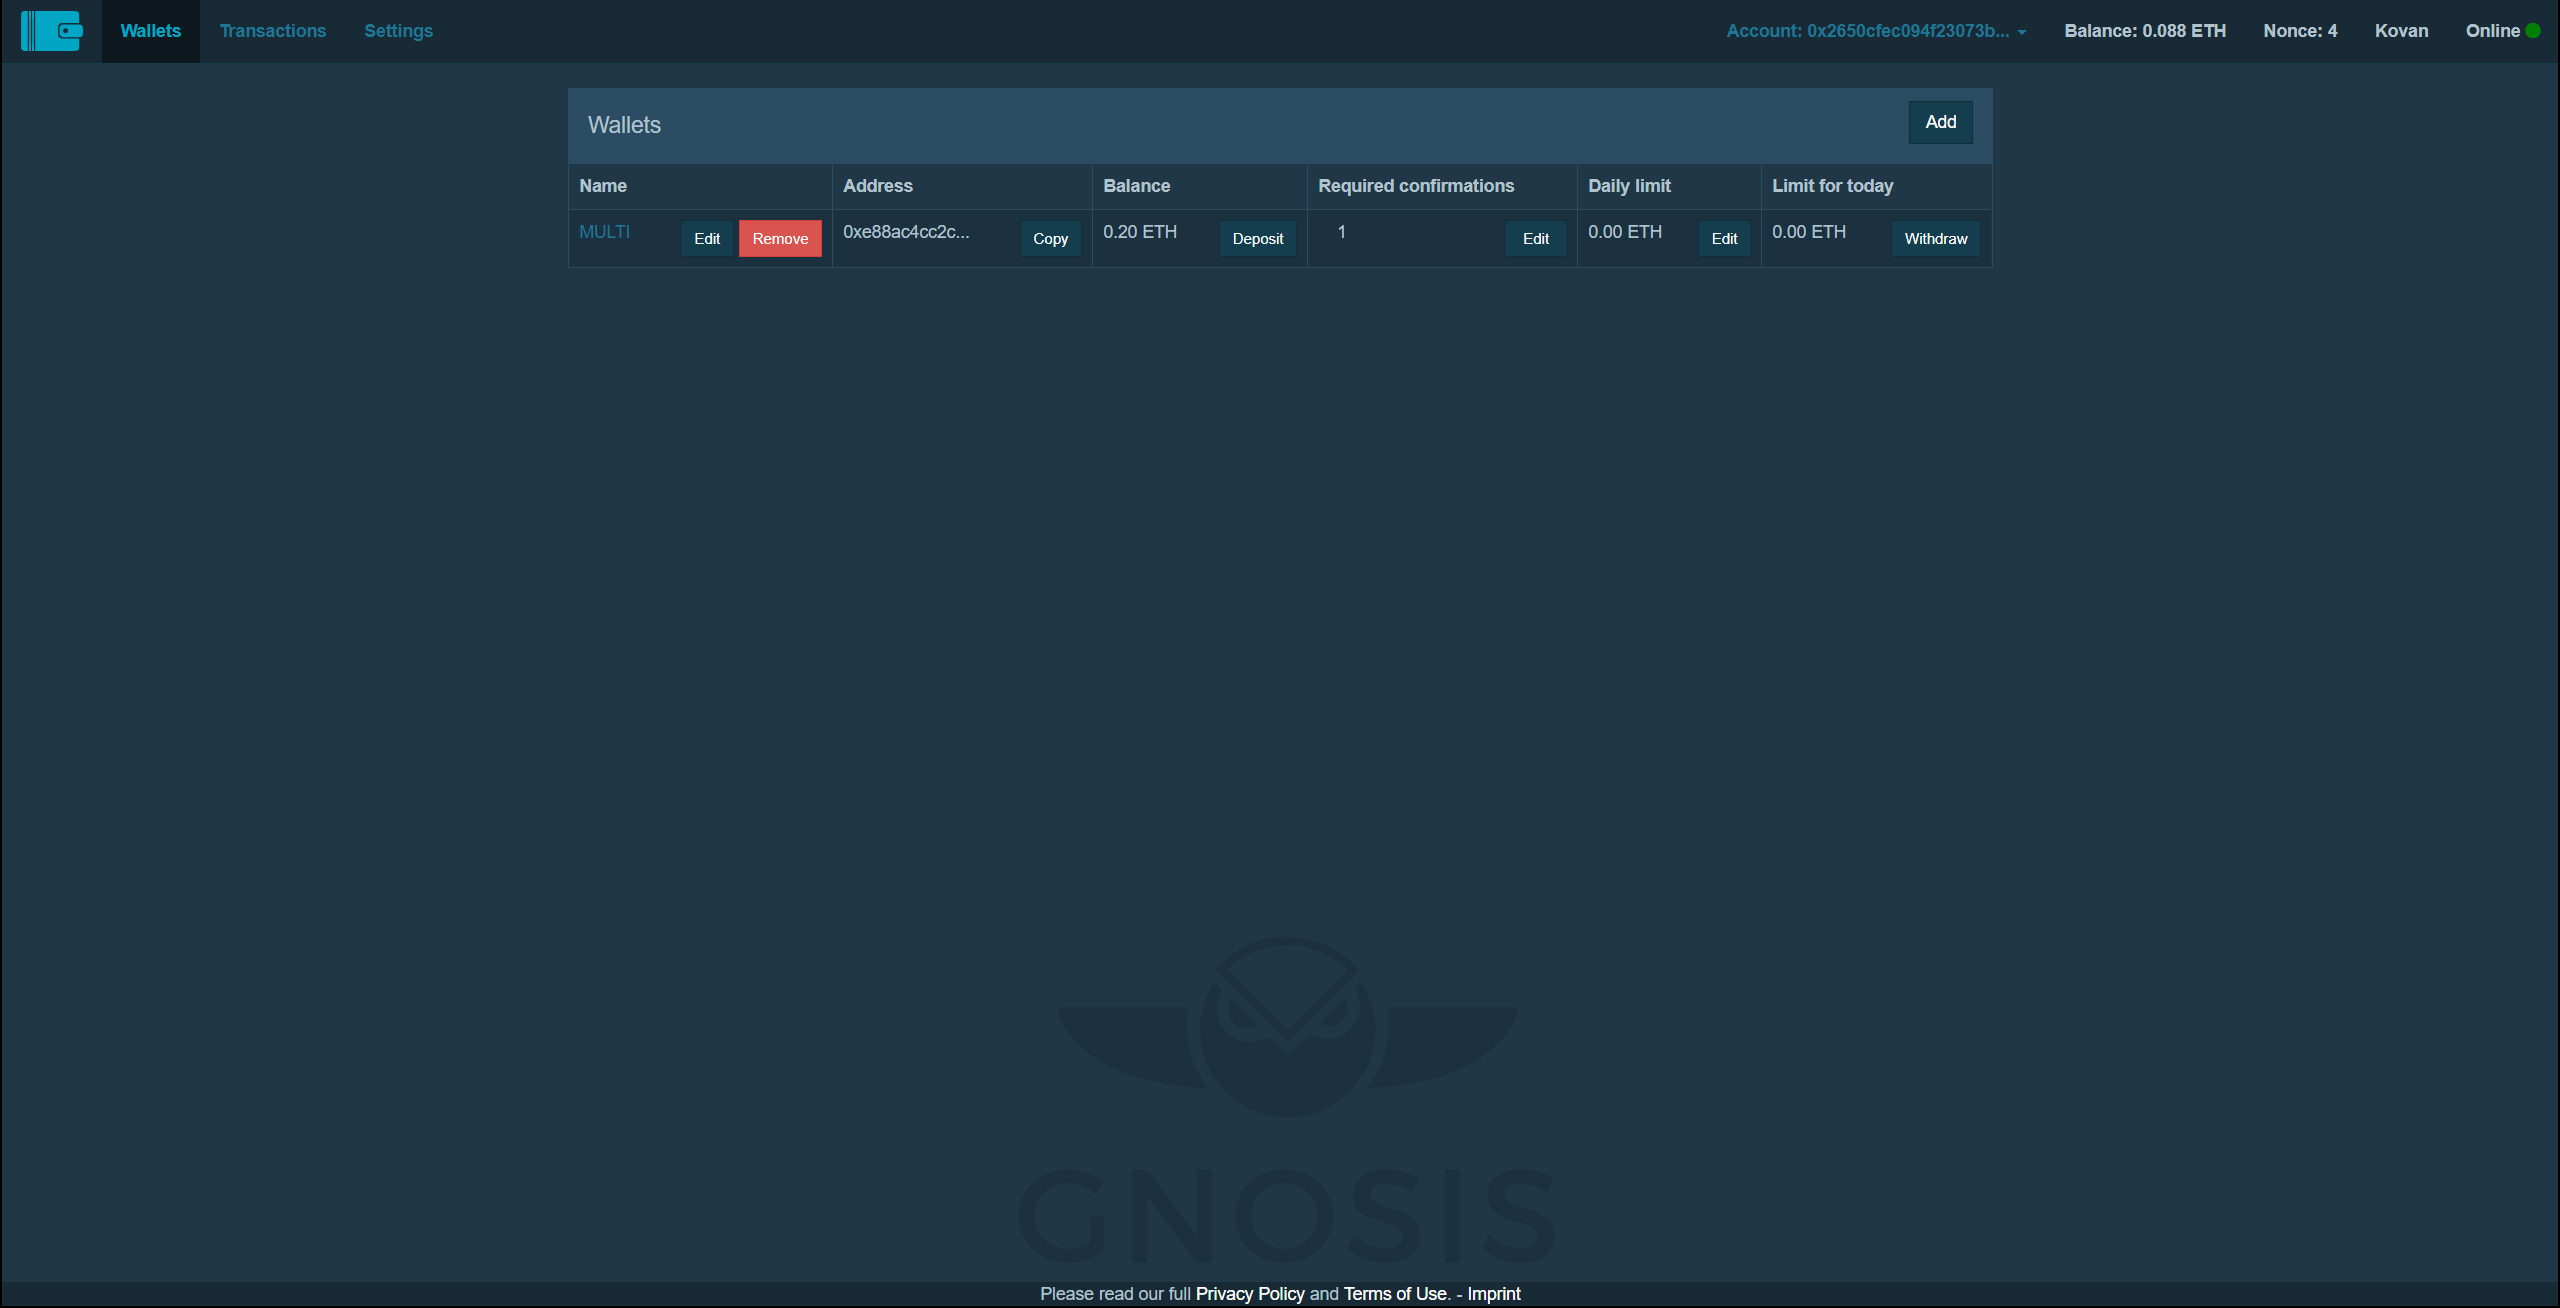 Wallets Transactions Settings Account: 0x2650cfec094f23073b... Balance: 0.088 ETH Nonce: 4 Kovan Online
Wallets Add
Name Address Balance Required confirmations Daily limit Limit for today
MULTI Edit Remove 0xe88ac4cc2c... Copy 0.20 ETH Deposit 1 Edit 0.00 ETH Edit 0.00 ETH Withdraw
GNOSIS
Please read our full Privacy Policy and Terms of Use. - Imprint